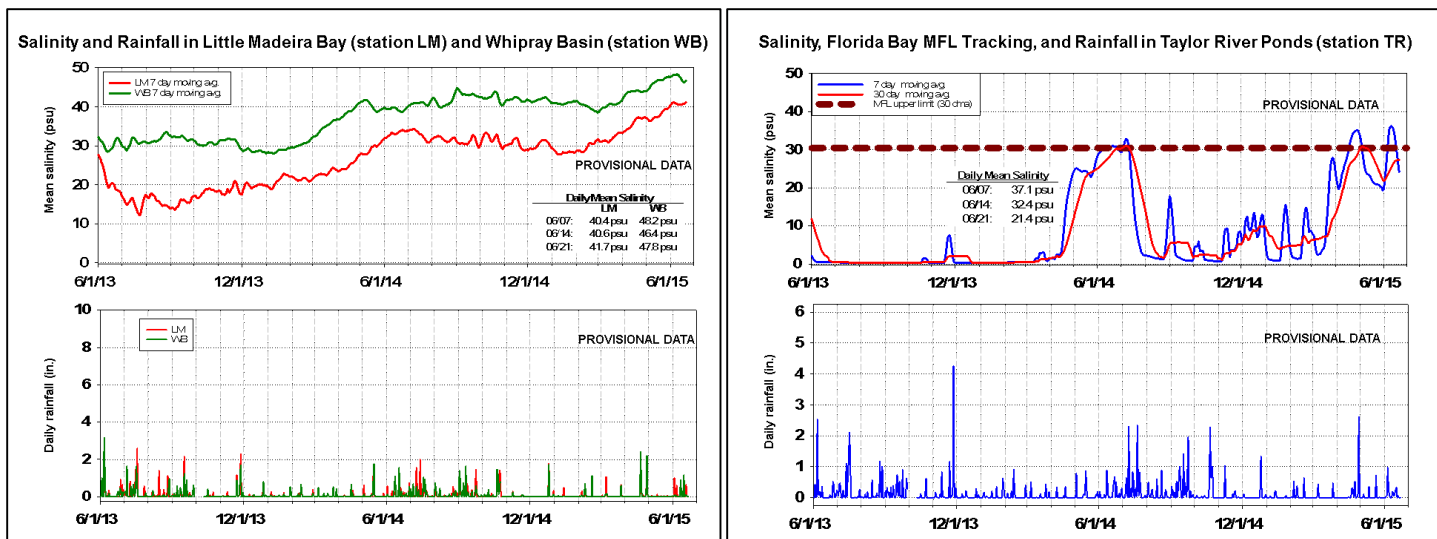 Salinity and Rainfall in Little Madeira Bay (station LM) and Whipray Basin (station WB)
50
40
30
20
10
0
Mean salinity (psu)
LM 7 day moving avg.
WB 7 day moving avg.
PROVISIONAL DATA
Daily Mean Salinity
LM WB
06/07: 40.4 psu 48.2 psu
06/14: 40.6 psu 46.4 psu
06/21: 41.7 psu 47.8 psu
6/1/13 12/1/13 6/1/14 12/1/14 6/1/15
10
8
6
4
2
0
Daily rainfall (in.)
LM
WB
PROVISIONAL DATA
6/1/13 12/1/13 6/1/14 12/1/14 6/1/15
Salinity, Florida Bay MFL Tracking, and Rainfall in Taylor River Ponds (station TR)
50
40
30
20
10
0
Mean salinity (psu)
7 day moving avg.
30 day moving avg.
MFL upper limit (30 dma)
PROVISIONAL DATA
Daily Mean Salinity
06/07: 37.1 psu
06/14: 32.4 psu
06/21: 21.4 psu
6/1/13 12/1/13 6/1/14 12/1/14 6/1/15
6
5
4
3
2
1
0
Daily rainfall (in.)
PROVISIONAL DATA
6/1/13 12/1/13 6/1/14 12/1/14 6/1/15